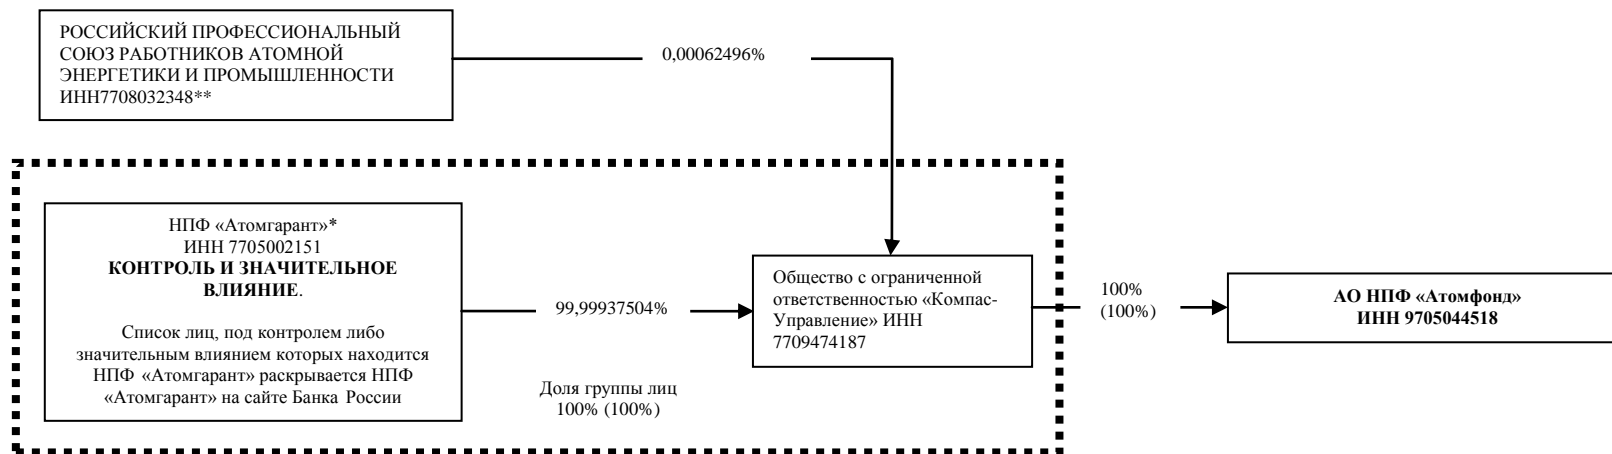 РОССИЙСКИЙ ПРОФЕССИОНАЛЬНЫЙ
СОЮЗ РАБОТНИКОВ АТОМНОЙ
ЭНЕРГЕТИКИ И ПРОМЫШЛЕННОСТИ
ИНН7708032348**
0,00062496%
НПФ «Атомгарант»*
ИНН 7705002151
КОНТРОЛЬ И ЗНАЧИТЕЛЬНОЕ
ВЛИЯНИЕ.
Список лиц, под контролем либо
значительным влиянием которых находится
НПФ «Атомгарант» раскрывается НПФ
«Атомгарант» на сайте Банка России
99,99937504%
Доля группы лиц
100% (100%)
Общество с ограниченной
ответственностью «Компас-
Управление» ИНН
7709474187
100%
(100%)
АО НПФ «Атомфонд»
ИНН 9705044518